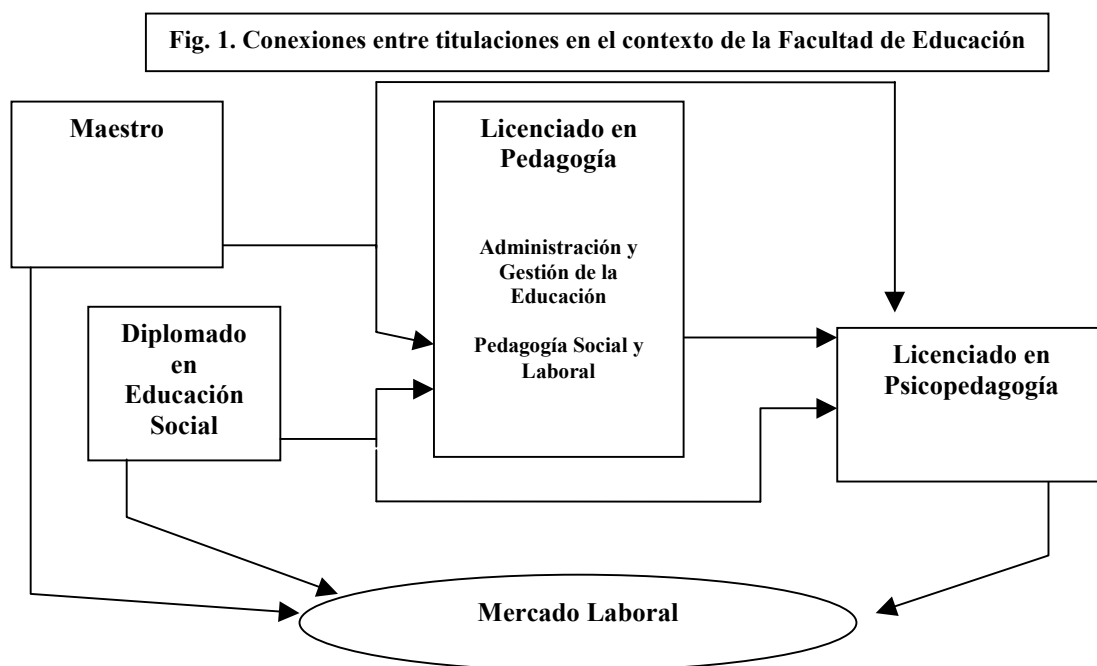 Fig. 1. Conexiones entre titulaciones en el contexto de la Facultad de Educación
Maestro
Licenciado en
Pedagogía
Administración y
Gestión de la
Educación
Pedagogía Social y
Laboral
Diplomado
en
Educación
Social
Licenciado en
Psicopedagogía
Mercado Laboral